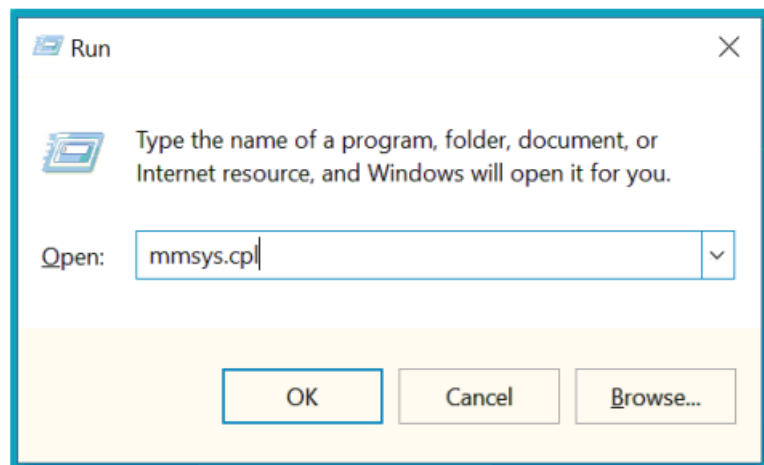 Run
Type the name of a program, folder, document, or
Internet resource, and Windows will open it for you.
Open: mmsys.cpl
OK Cancel Browse...